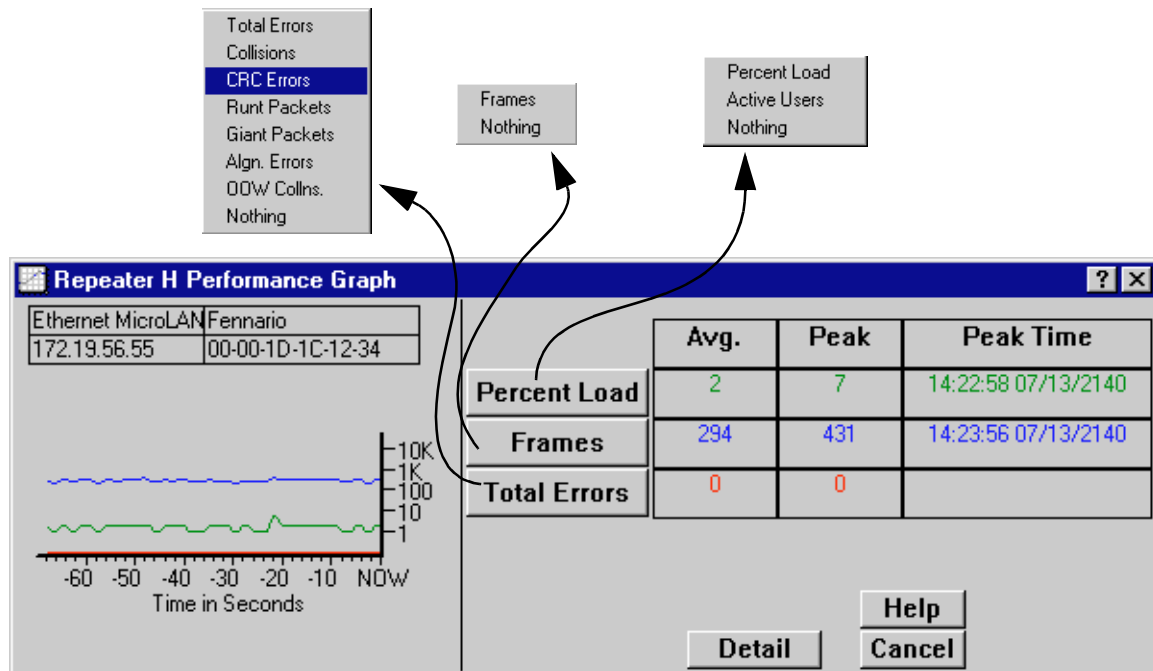 Total Errors
Collisions
CRC Errors
Runt Packets
Giant Packets
Algn. Errors
OOW Collns.
Nothing
Frames
Nothing
Percent Load
Active Users
Nothing
Repeater H Performance Graph
? X
Ethernet MicroLAN Fennario
172.19.56.55 00-00-1D-1C-12-34
Avg. Peak Peak Time
Percent Load 2 7 14:22:58 07/13/2140
Frames 294 431 14:23:56 07/13/2140
Total Errors 0 0
10K
1K
100
10
1
-60 -50 -40 -30 -20 -10 NOW
Time in Seconds
Help
Detail Cancel